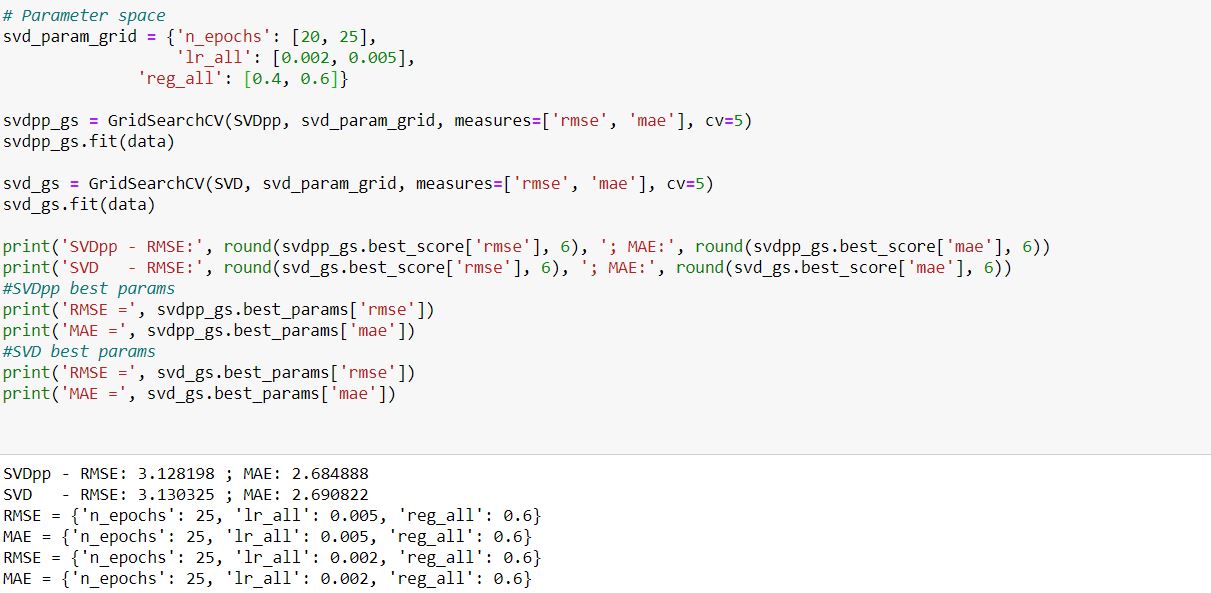 # Parameter space
svd_param_grid = {'n_epochs': [20, 25],
                  'lr_all': [0.002, 0.005],
              'reg_all': [0.4, 0.6]}

svdpp_gs = GridSearchCV(SVDpp, svd_param_grid, measures=['rmse', 'mae'], cv=5)
svdpp_gs.fit(data)

svd_gs = GridSearchCV(SVD, svd_param_grid, measures=['rmse', 'mae'], cv=5)
svd_gs.fit(data)

print('SVDpp - RMSE:', round(svdpp_gs.best_score['rmse'], 6), '; MAE:', round(svdpp_gs.best_score['mae'], 6))
print('SVD   - RMSE:', round(svd_gs.best_score['rmse'], 6), '; MAE:', round(svd_gs.best_score['mae'], 6))
#SVDpp best params
print('RMSE =', svdpp_gs.best_params['rmse'])
print('MAE =', svdpp_gs.best_params['mae'])
#SVD best params
print('RMSE =', svd_gs.best_params['rmse'])
print('MAE =', svd_gs.best_params['mae'])

SVDpp - RMSE: 3.128198 ; MAE: 2.684888
SVD   - RMSE: 3.130325 ; MAE: 2.690822
RMSE = {'n_epochs': 25, 'lr_all': 0.005, 'reg_all': 0.6}
MAE = {'n_epochs': 25, 'lr_all': 0.005, 'reg_all': 0.6}
RMSE = {'n_epochs': 25, 'lr_all': 0.002, 'reg_all': 0.6}
MAE = {'n_epochs': 25, 'lr_all': 0.002, 'reg_all': 0.6}